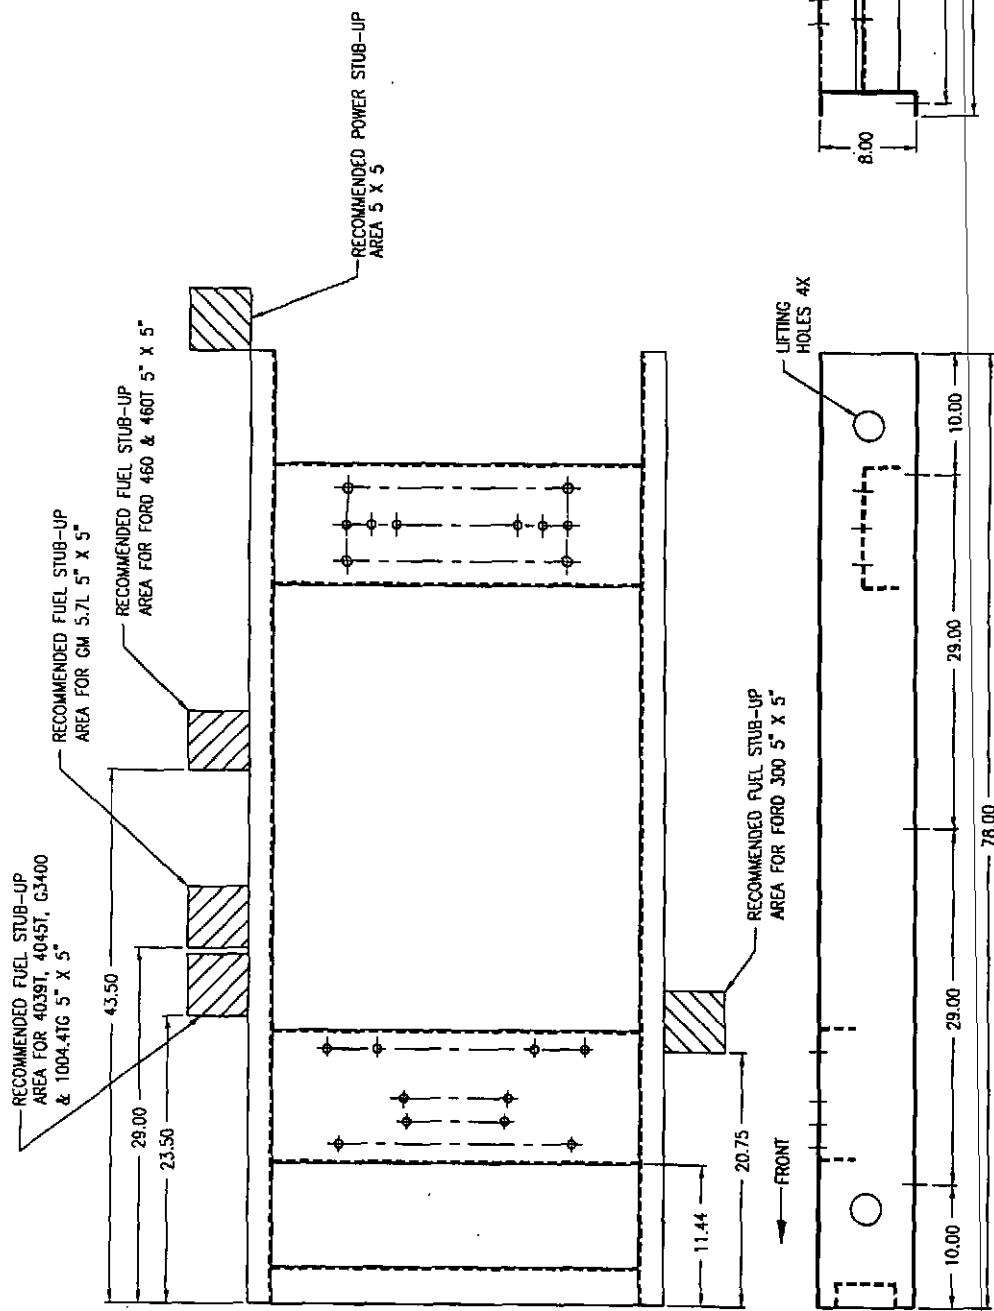 RECOMMENDED POWER STUB-UP
AREA 5 X 5
RECOMMENDED FUEL STUB-UP
AREA FOR FORD 460 & 460T 5" X 5"
RECOMMENDED FUEL STUB-UP
AREA FOR GM 5.7L 5" X 5"
RECOMMENDED FUEL STUB-UP
AREA FOR 4039T, 4045T, G3400
& 1004.4TG 5" X 5"
43.50
29.00
23.50
RECOMMENDED FUEL STUB-UP
AREA FOR FORD 300 5" X 5"
20.75
11.44
FRONT
LIFTING
HOLES 4X
8.00
10.00
29.00
29.00
10.00
78.00